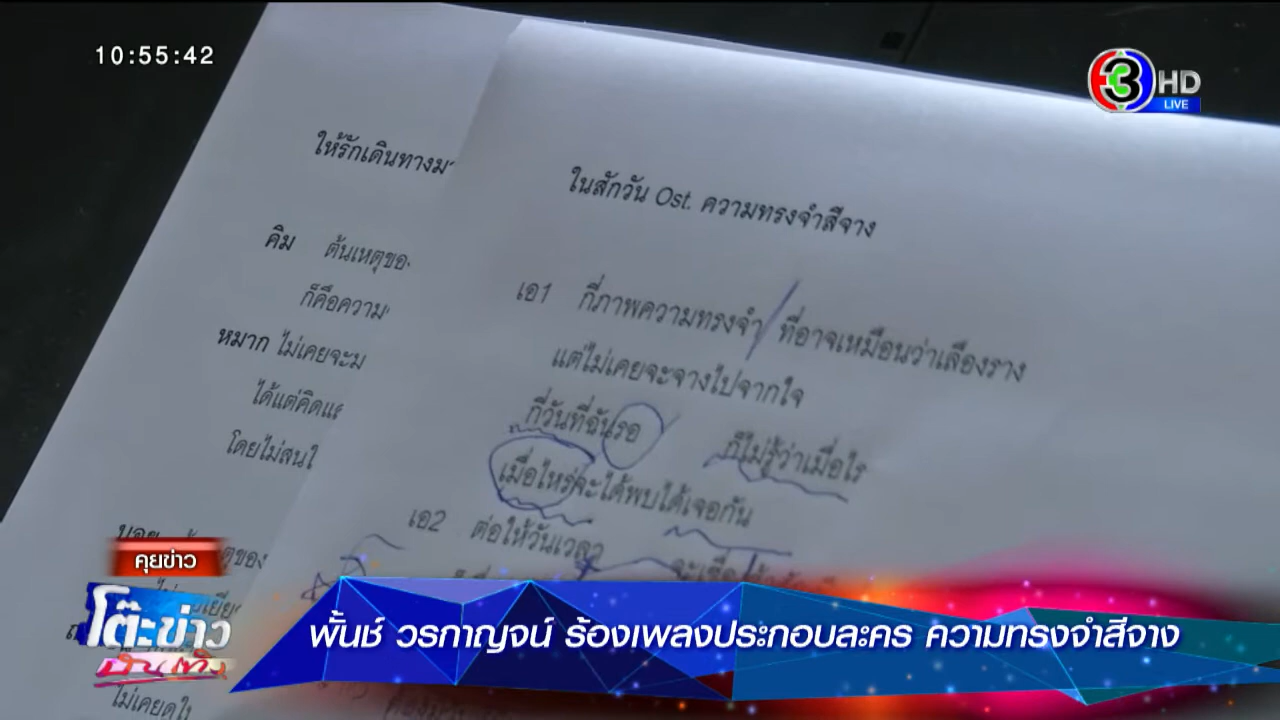 10:55:42
3 HD
LIVE
ให้รักเดินทางมา
คิม ต้นเหตุของ
ก็คือความ
หมาก ไม่เคยจะม
ได้แต่คิดแ
โดยไม่สนใ
ในสักวัน Ost. ความทรงจำสีจาง
เอ1 กี่ภาพความทรงจำ / ที่อาจเหมือนว่าเลือนราง
แต่ไม่เคยจะจางไปจากใจ
กี่วันที่ฉันรอ ก็ไม่รู้ว่าเมื่อไร
เมื่อไหร่จะได้พบได้เจอกัน
เอ2 ต่อให้วันเวลา
คุยข่าว
โต๊ะข่าว
บันเทิง
พั้นช์ วรกาญจน์ ร้องเพลงประกอบละคร ความทรงจำสีจาง